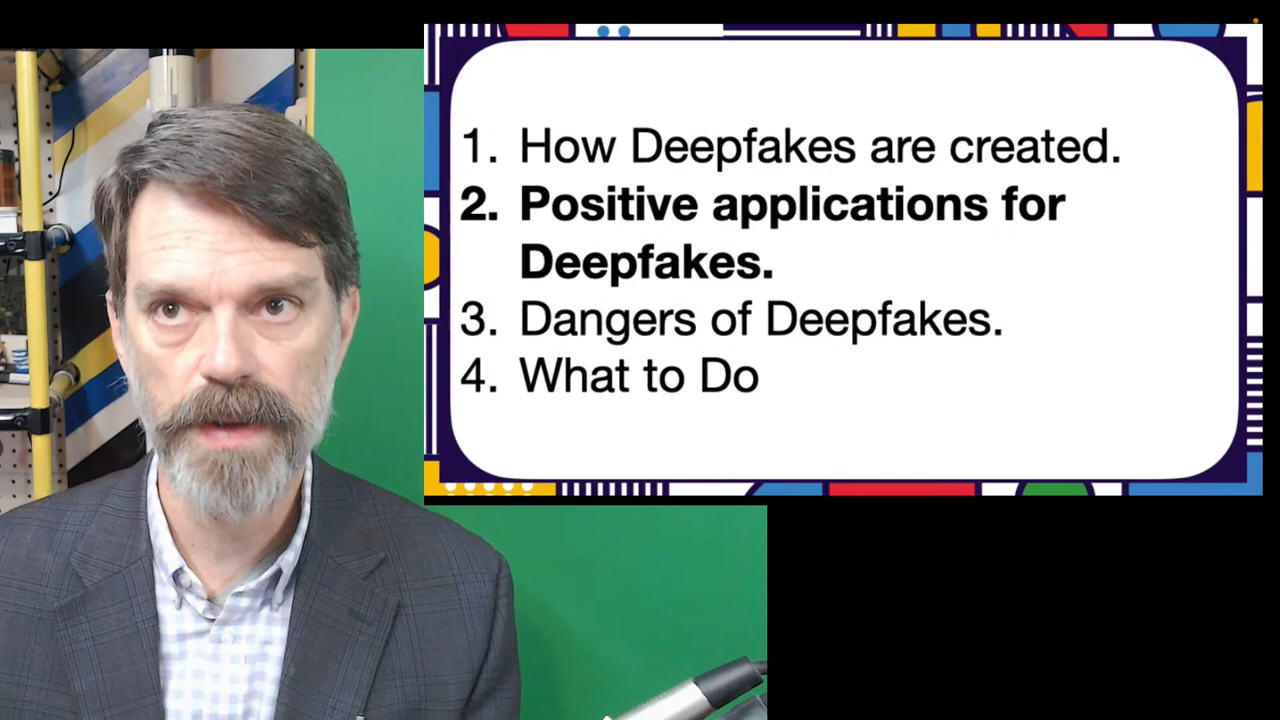 1. How Deepfakes are created.
2. Positive applications for
Deepfakes.
3. Dangers of Deepfakes.
4. What to Do